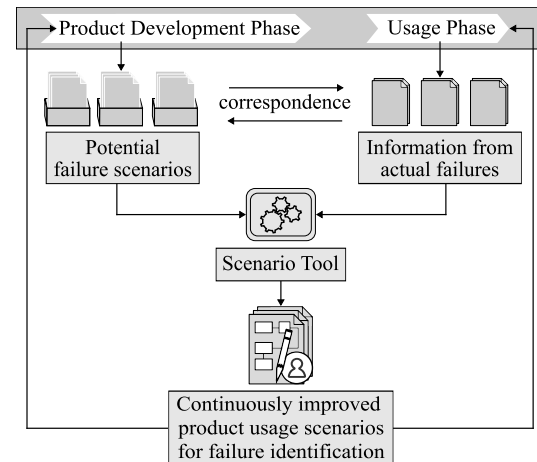 Product Development Phase
Usage Phase
correspondence
Potential
failure scenarios
Information from
actual failures
Scenario Tool
Continuously improved
product usage scenarios
for failure identification